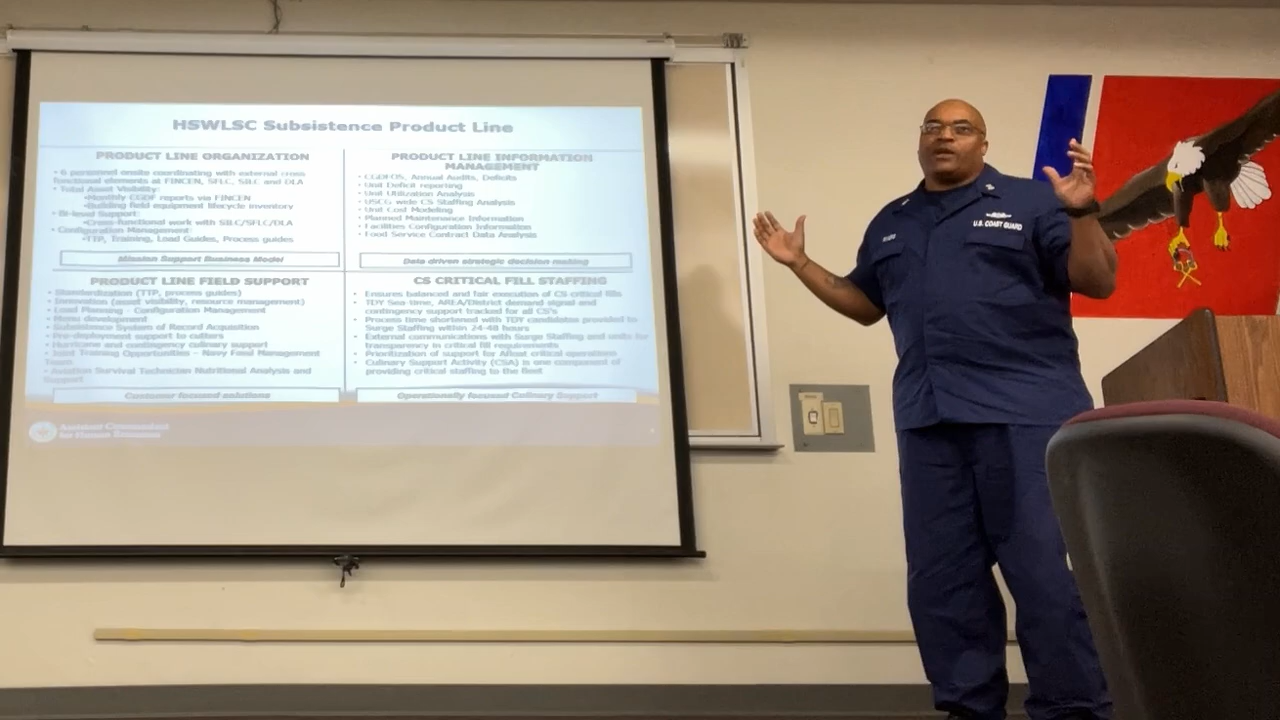 HSWLSC Subsistence Product Line
PRODUCT LINE ORGANIZATION
• 6 personnel onsite coordinating with external cross
functional elements at FINCEN, SFLC, SILC and DLA
• Total Asset Visibility:
•Monthly CGDF reports via FINCEN
•Building field equipment lifecycle inventory
• Bi-level Support:
•Cross-functional work with SILC/SFLC/DLA
• Configuration Management:
•TTP, Training, Load Guides, Process guides
Mission Support Business Model
PRODUCT LINE INFORMATION
MANAGEMENT
• CGDFOS; Annual Audits, Deficits
• Unit Deficit reporting
• Unit Utilization Analysis
• USCG wide CS Staffing Analysis
• Unit Cost Modeling
• Planned Maintenance Information
• Facilities Configuration Information
• Food Service Contract Data Analysis
Data driven strategic decision making
PRODUCT LINE FIELD SUPPORT
• Standardization (TTP, process guides)
• Innovation (asset visibility, resource management)
• Load Planning - Configuration Management
• Menu development
• Subsistence System of Record Acquisition
• Pre-deployment support to cutters
• Hurricane and contingency culinary support
• Joint Training Opportunities - Navy Food Management
Team
• Aviation Survival Technician Nutritional Analysis and
Support
Customer focused solutions
CS CRITICAL FILL STAFFING
• Ensures balanced and fair execution of CS critical fills
• TDY Sea-time, AREA/District demand signal and
contingency support tracked for all CS's
• Process time shortened with TDY candidates provided to
Surge Staffing within 24-48 hours
• External communications with Surge Staffing and units for
transparency in critical fill requirements
• Prioritization of support for Afloat critical operations
• Culinary Support Activity (CSA) is one component of
providing critical staffing to the fleet
Operationally focused Culinary Support
Assistant Commandant
for Human Resources
U.S. COAST GUARD